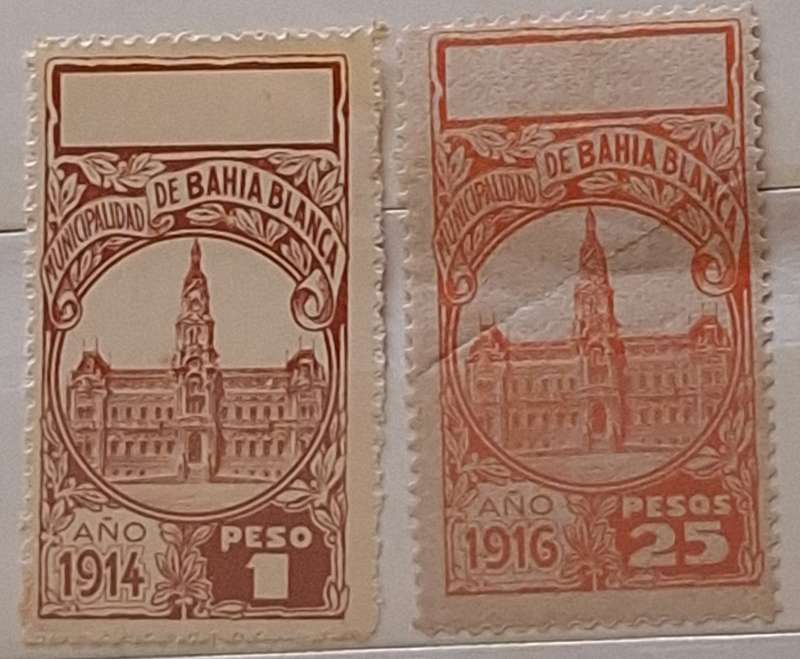 MUNICIPALIDAD DE BAHIA BLANCA
AÑO 1914
PESO 1
MUNICIPALIDAD DE BAHIA BLANCA
AÑO 1916
PESOS 25